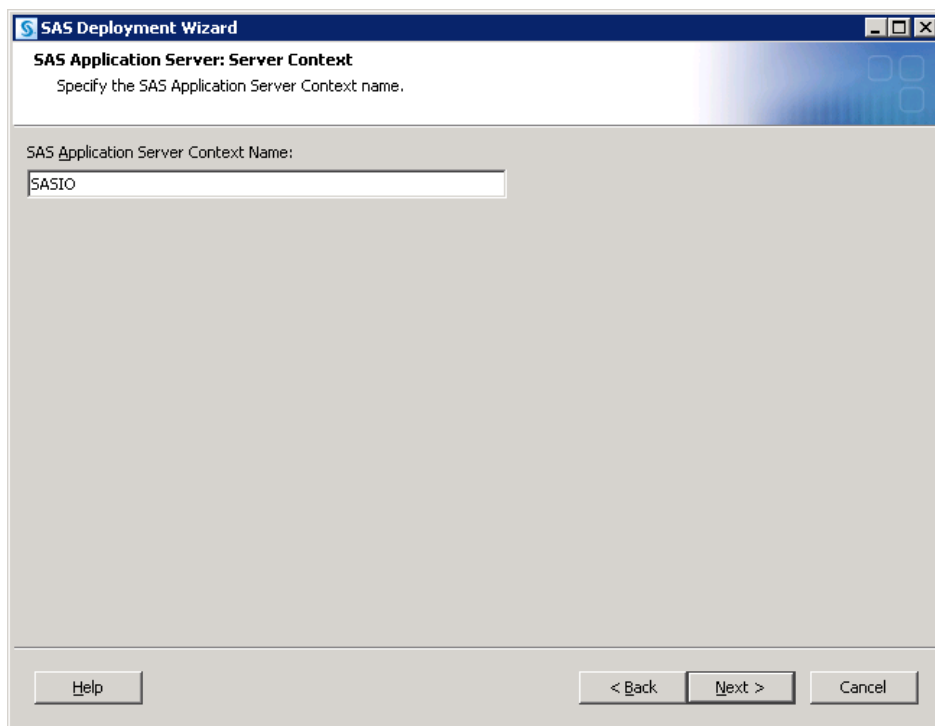 SAS Deployment Wizard
SAS Application Server: Server Context
Specify the SAS Application Server Context name.
SAS Application Server Context Name:
SASIO
Help
< Back
Next >
Cancel